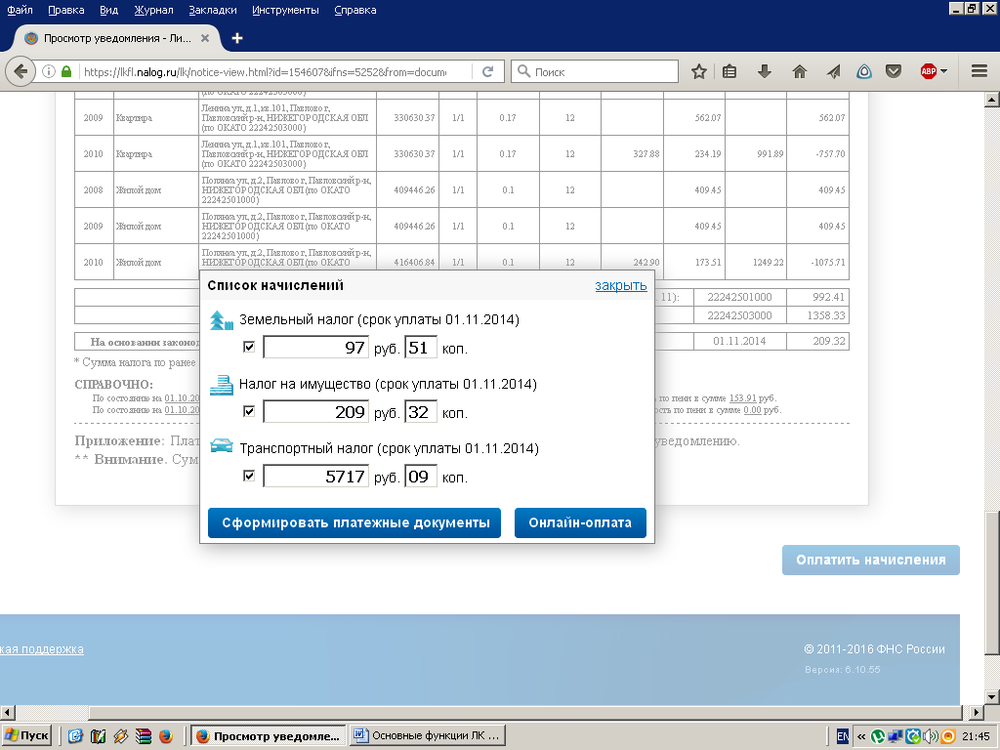 Файл Правка Вид Журнал Закладки Инструменты Справка
Просмотр уведомления - Ли...
https://lkfl.nalog.ru/lk/notice-view.html?id=154607&ifns=5252&from=docume
Поиск
ABP
(по ОКАТО 22242503000)
2009 Квартира Ленина ул, д.1, кв.101, Павлово г, Павловский р-н, НИЖЕГОРОДСКАЯ ОБЛ (по ОКАТО 22242503000) 330630.37 1/1 0.17 12 562.07 562.07
2010 Квартира Ленина ул, д.1, кв.101, Павлово г, Павловский р-н, НИЖЕГОРОДСКАЯ ОБЛ (по ОКАТО 22242503000) 330630.37 1/1 0.17 12 327.88 234.19 991.89 -757.70
2008 Жилой дом Полянка ул, д.2, Павлово г, Павловский р-н, НИЖЕГОРОДСКАЯ ОБЛ (по ОКАТО 22242501000) 409446.26 1/1 0.1 12 409.45 409.45
2009 Жилой дом Полянка ул, д.2, Павлово г, Павловский р-н, НИЖЕГОРОДСКАЯ ОБЛ (по ОКАТО 22242501000) 409446.26 1/1 0.1 12 409.45 409.45
2010 Жилой дом Полянка ул, д.2, Павлово г, Павловский р-н, НИЖЕГОРОДСКАЯ ОБЛ (по ОКАТО 416406.84 1/1 0.1 12 242.90 173.51 1249.22 -1075.71
11): 22242501000 992.41
22242503000 1358.33
На основании законод 01.11.2014 209.32
* Сумма налога по ранее
СПРАВОЧНО:
По состоянию на 01.10.20 ь по пени в сумме 153.91 руб.
По состоянию на 01.10.20 ость по пени в сумме 0.00 руб.
Приложение: Плат уведомлению.
** Внимание. Сум
Список начислений закрыть
Земельный налог (срок уплаты 01.11.2014)
97 руб. 51 коп.
Налог на имущество (срок уплаты 01.11.2014)
209 руб. 32 коп.
Транспортный налог (срок уплаты 01.11.2014)
5717 руб. 09 коп.
Сформировать платежные документы Онлайн-оплата
Оплатить начисления
кая поддержка
© 2011-2016 ФНС России
Версия: 6.10.55
Пуск Просмотр уведомле... Основные функции ЛК ... EN « 21:45